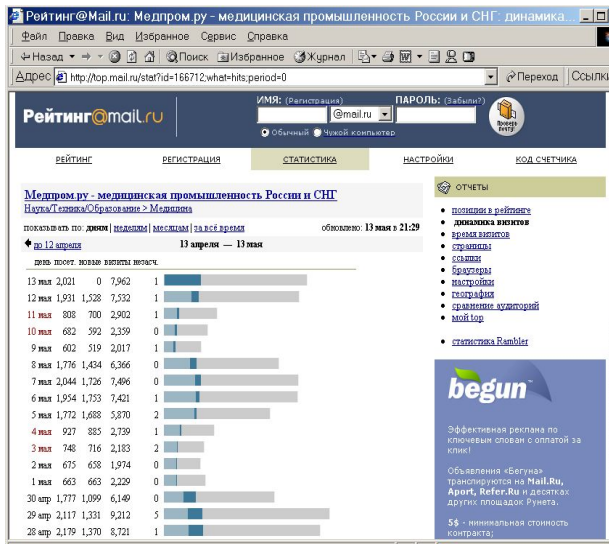 Рейтинг@Mail.ru: Медпром.ру - медицинская промышленность России и СНГ: динамика...
Файл Правка Вид Избранное Сервис Справка
Назад Поиск Избранное Журнал
Адрес http://top.mail.ru/stat?id=166712;what=hits;period=0 Переход Ссылки
ИМЯ: (Регистрация) ПАРОЛЬ: (Забыли?)
Рейтинг@mail.ru @mail.ru
Обычный Чужой компьютер
Проверь почту!
РЕЙТИНГ РЕГИСТРАЦИЯ СТАТИСТИКА НАСТРОЙКИ КОД СЧЕТЧИКА
Медпром.ру - медицинская промышленность России и СНГ
Наука/Техника/Образование > Медицина
показывать по: дням | неделям | месяцам | за всё время обновлено: 13 мая в 21:29
до 12 апреля 13 апреля — 13 мая
день посет. новые визиты незасч.
13 мая 2,021 0 7,962 1
12 мая 1,931 1,528 7,532 1
11 мая 808 700 2,902 1
10 мая 682 592 2,359 0
9 мая 602 519 2,017 1
8 мая 1,776 1,434 6,366 0
7 мая 2,044 1,726 7,496 0
6 мая 1,954 1,753 7,421 1
5 мая 1,772 1,688 5,870 2
4 мая 927 885 2,739 1
3 мая 748 716 2,183 2
2 мая 675 658 1,974 0
1 мая 663 663 2,229 0
30 апр 1,777 1,099 6,149 0
29 апр 2,117 1,331 9,212 5
28 апр 2,179 1,370 8,721 1
ОТЧЕТЫ
позиции в рейтинге
динамика визитов
время визитов
страницы
ссылки
браузеры
настройки
география
сравнение аудиторий
мой top
статистика Rambler
begun
Эффективная реклама по
ключевым словам с оплатой за
клик!
Объявления «Бегуна»
транслируются на Mail.Ru,
Aport, Refer.Ru и десятках
других площадок Рунета.
5$ - минимальная стоимость
контракта;